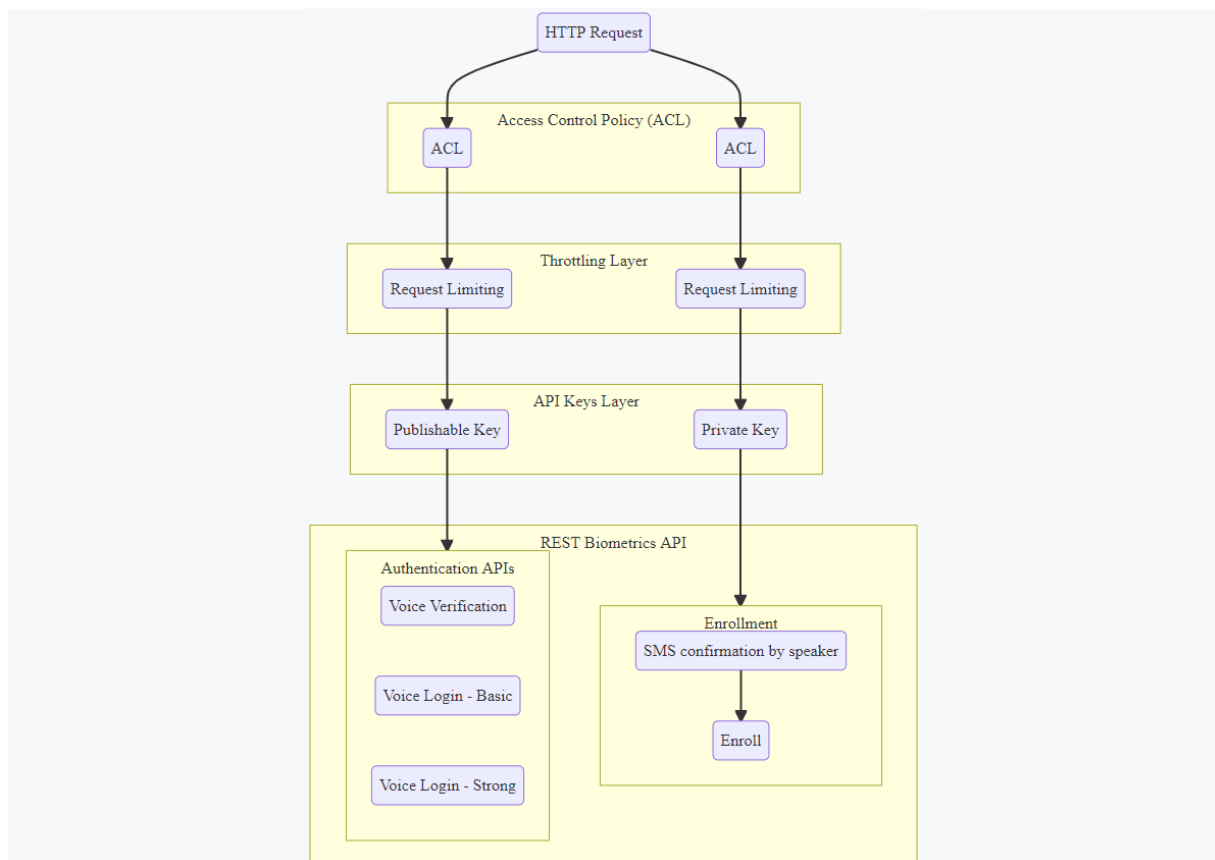 HTTP Request
Access Control Policy (ACL)
ACL
ACL
Throttling Layer
Request Limiting
Request Limiting
API Keys Layer
Publishable Key
Private Key
REST Biometrics API
Authentication APIs
Voice Verification
Voice Login - Basic
Voice Login - Strong
Enrollment
SMS confirmation by speaker
Enroll